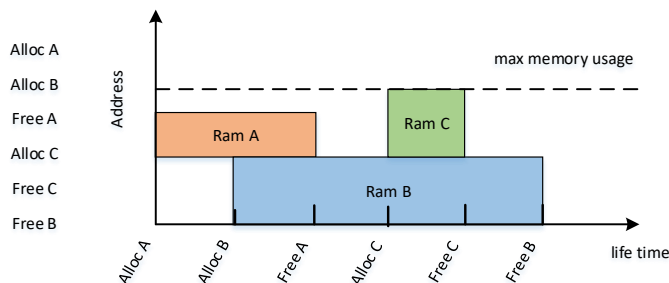 Alloc A
Alloc B
Free A
Alloc C
Free C
Free B
Address
max memory usage
Ram A
Ram C
Ram B
Alloc A
Alloc B
Free A
Alloc C
Free C
Free B
life time